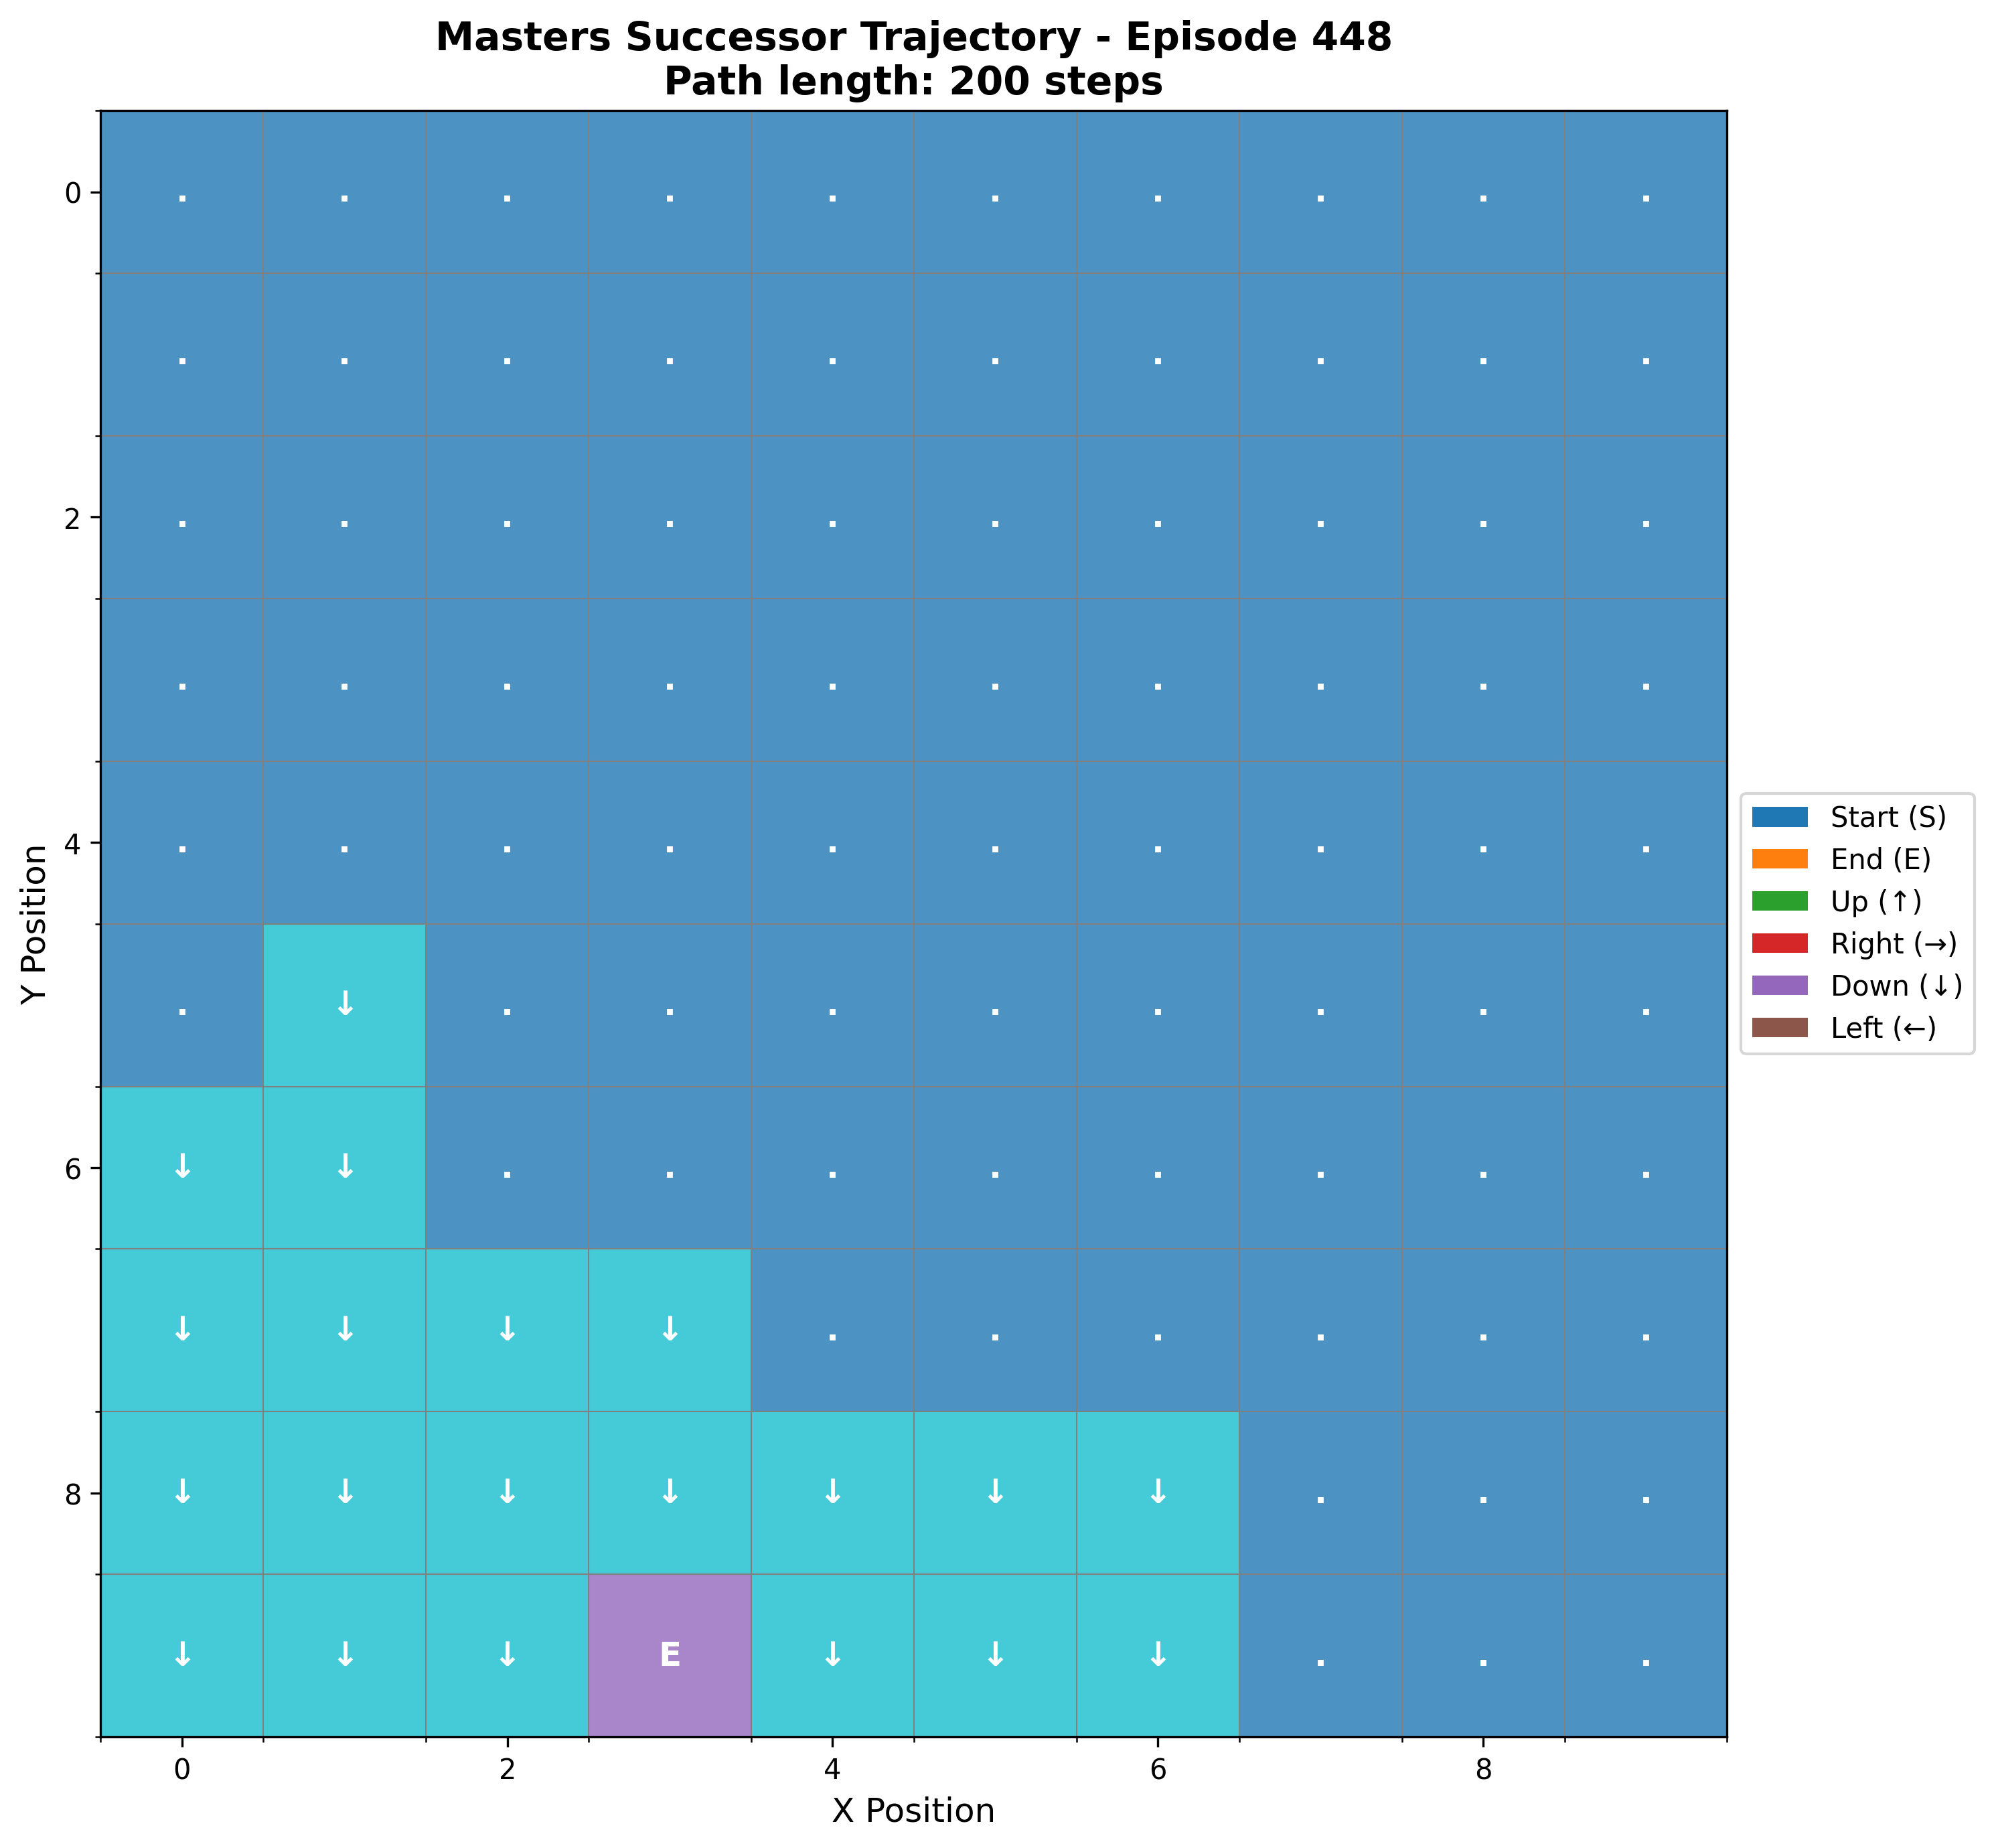 Masters Successor Trajectory - Episode 448
Path length: 200 steps
0 . . . . . . . . . .
. . . . . . . . . .
2 . . . . . . . . . .
. . . . . . . . . .
4 . . . . . . . . . .
. ↓ . . . . . . . .
6 ↓ ↓ . . . . . . . .
↓ ↓ ↓ ↓ . . . . . .
8 ↓ ↓ ↓ ↓ ↓ ↓ ↓ . . .
↓ ↓ ↓ E ↓ ↓ ↓ . . .
0 2 4 6 8
X Position
Y Position
Start (S)
End (E)
Up (↑)
Right (→)
Down (↓)
Left (←)